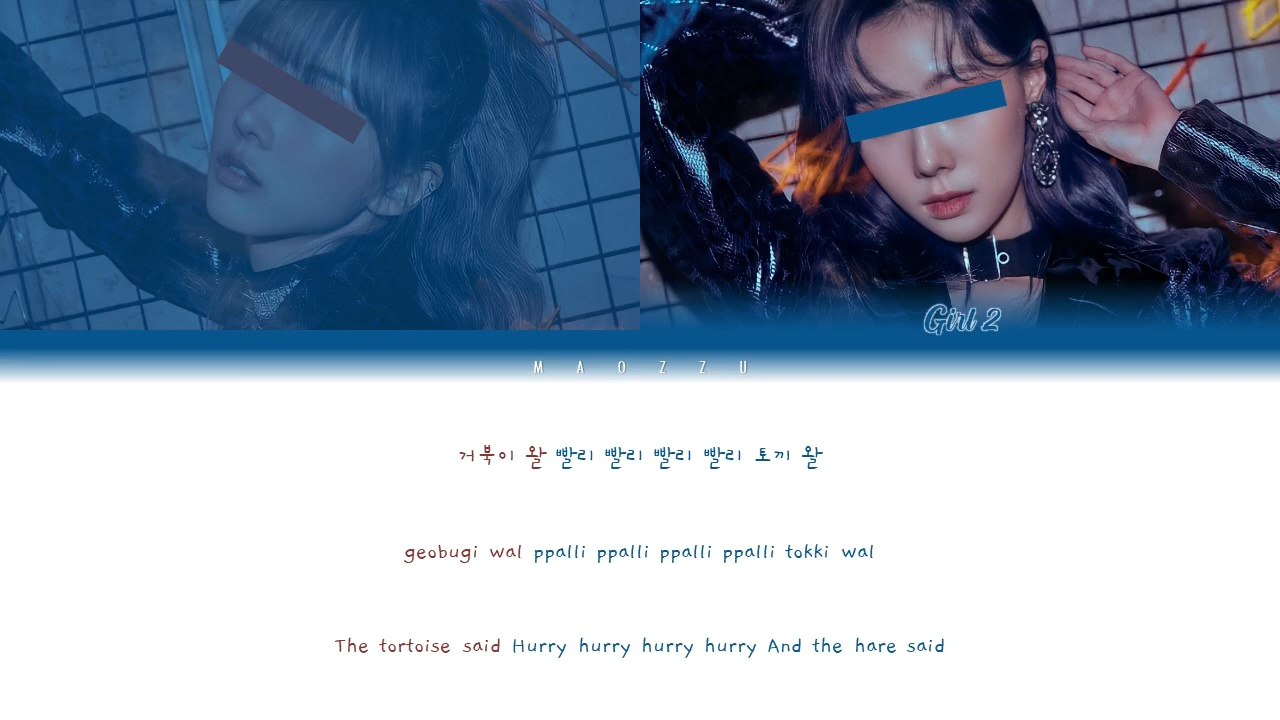 Girl 2
MAOZZU
거북이 왈 빨리 빨리 빨리 빨리 토끼 왈
geobugi wal ppalli ppalli ppalli ppalli tokki wal
The tortoise said Hurry hurry hurry hurry And the hare said